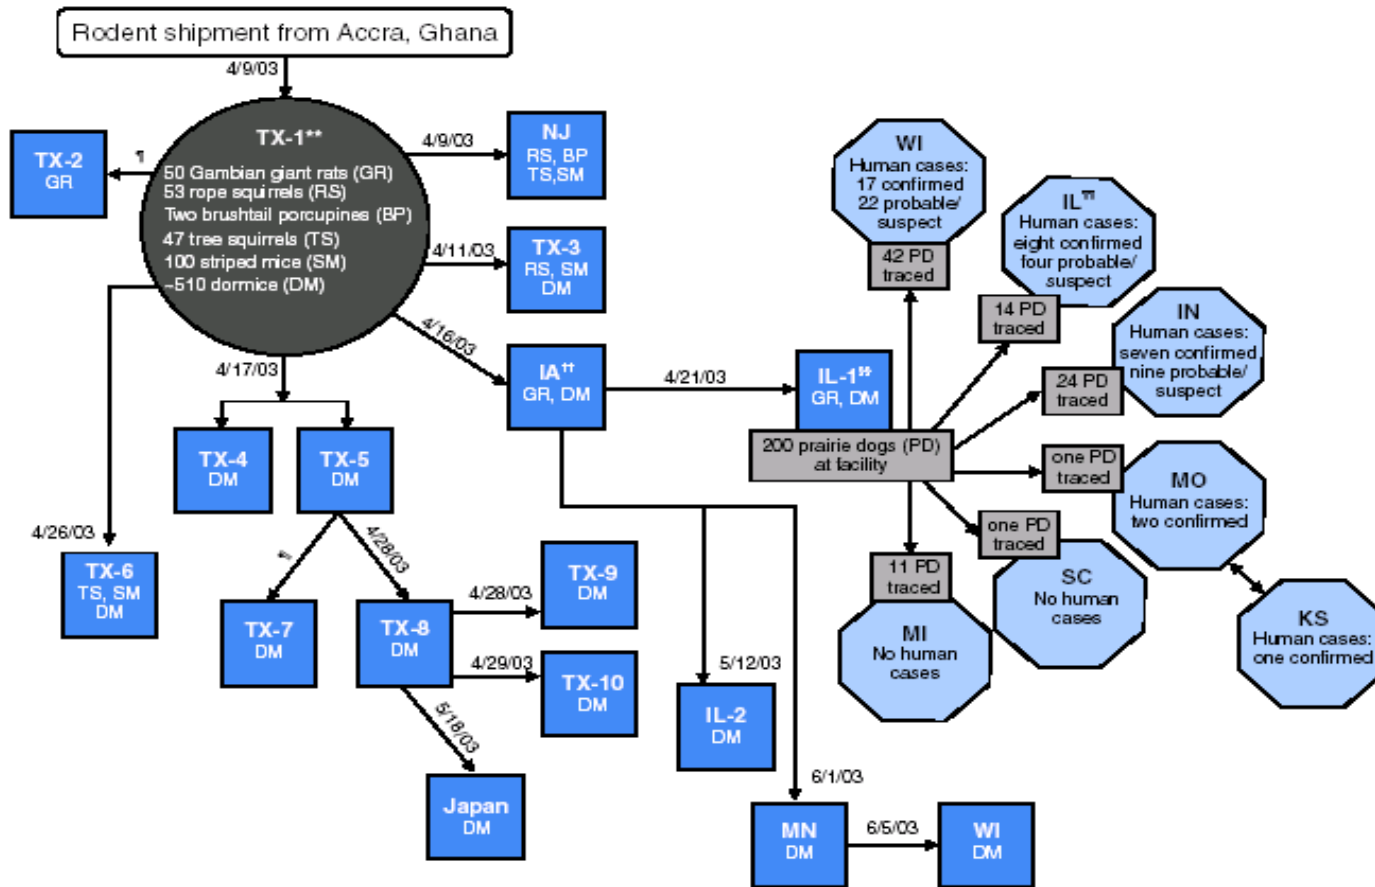 Rodent shipment from Accra, Ghana
4/9/03
TX-1**
50 Gambian giant rats (GR)
53 rope squirrels (RS)
Two brushtail porcupines (BP)
47 tree squirrels (TS)
100 striped mice (SM)
~510 dormice (DM)
¶
TX-2
GR
4/9/03
NJ
RS, BP
TS,SM
4/11/03
TX-3
RS, SM
DM
4/16/03
IA††
GR, DM
4/17/03
TX-4
DM
TX-5
DM
4/26/03
TX-6
TS, SM
DM
¶
TX-7
DM
4/28/03
TX-8
DM
4/28/03
TX-9
DM
4/29/03
TX-10
DM
5/18/03
Japan
DM
4/21/03
IL-1§§
GR, DM
200 prairie dogs (PD)
at facility
5/12/03
IL-2
DM
6/1/03
MN
DM
6/5/03
WI
DM
WI
Human cases:
17 confirmed
22 probable/
suspect
42 PD
traced
IL¶¶
Human cases:
eight confirmed
four probable/
suspect
14 PD
traced
IN
Human cases:
seven confirmed
nine probable/
suspect
24 PD
traced
MO
Human cases:
two confirmed
one PD
traced
KS
Human cases:
one confirmed
one PD
traced
SC
No human
cases
11 PD
traced
MI
No human
cases